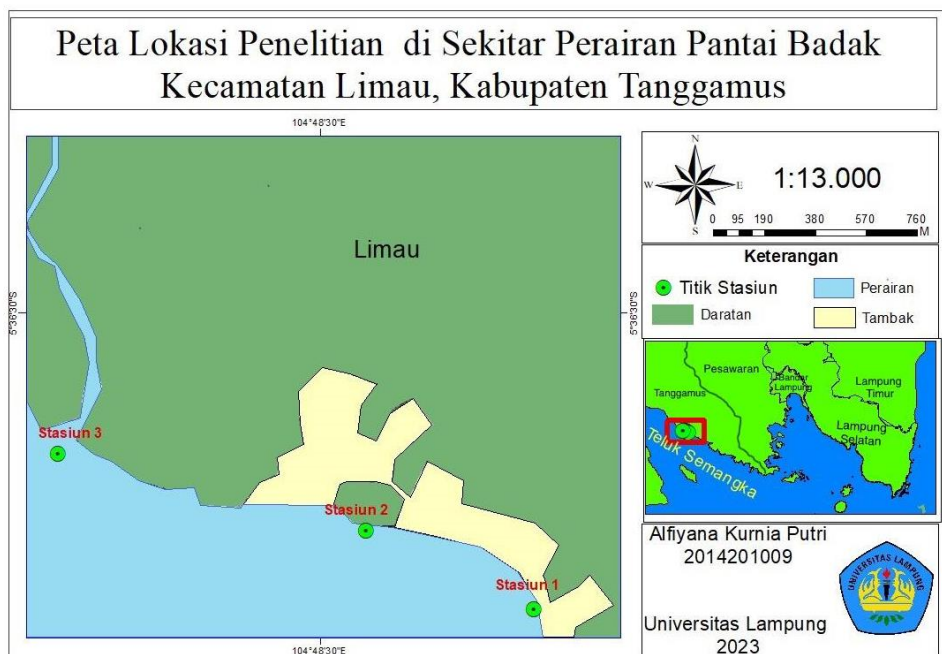 Peta Lokasi Penelitian di Sekitar Perairan Pantai Badak
Kecamatan Limau, Kabupaten Tanggamus
104°48'30"E
5°36'30"S
5°36'30"S
Limau
Stasiun 3
Stasiun 2
Stasiun 1
104°48'30"E
N
W
E
S
1:13.000
0 95 190 380 570 760
M
Keterangan
Titik Stasiun
Perairan
Daratan
Tambak
Pesawaran
Bandar
Lampung
Tanggamus
Lampung
Timur
Lampung
Selatan
Teluk Semangka
Alfiyana Kurnia Putri
2014201009
UNIVERSITAS LAMPUNG
Universitas Lampung
2023